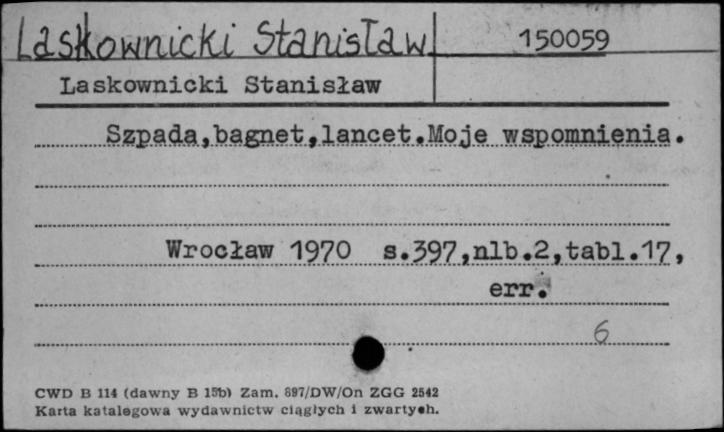 Laskownicki Stanisław 150059
Laskownicki Stanisław
Szpada,bagnet,lancet.Moje wspomnienia.
Wrocław 1970 s.397,nlb.2,tabl.17,
err.
6
CWD B 114 (dawny B 15b) Zam. 697/DW/On ZGG 2542
Karta katalogowa wydawnictw ciągłych i zwartych.